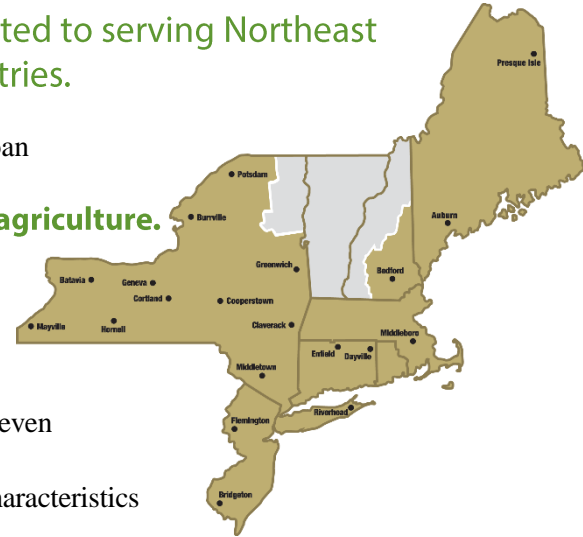 ted to serving Northeast
tries.
an
agriculture.
even
haracteristics
Presque Isle
Potsdam
Burrville
Auburn
Greenwich
Bedford
Batavia
Geneva
Cortland
Cooperstown
Mayville
Hornell
Claverack
Middleboro
Enfield
Dayville
Middletown
Riverhead
Flemington
Bridgeton